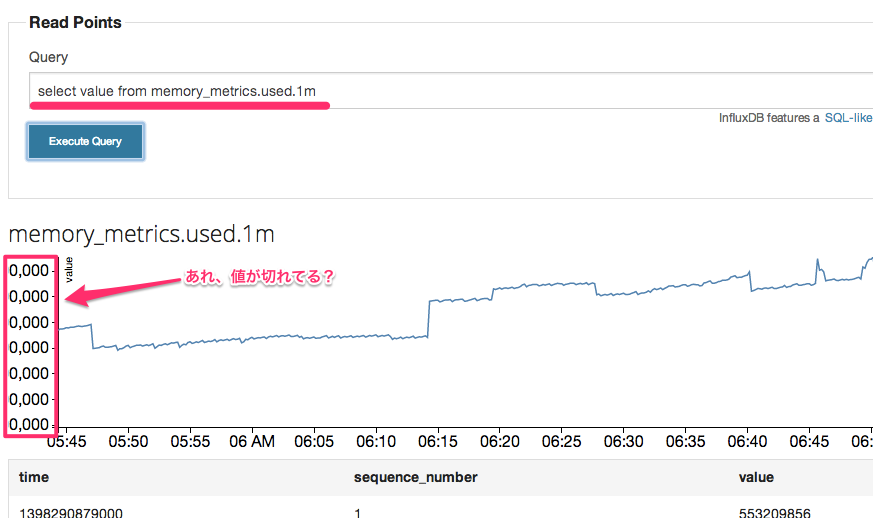 Read Points
Query
select value from memory_metrics.used.1m
InfluxDB features a SQL-like
Execute Query
memory_metrics.used.1m
value
あれ、値が切れてる？
0,000
0,000
0,000
0,000
0,000
0,000
0,000
05:45 05:50 05:55 06 AM 06:05 06:10 06:15 06:20 06:25 06:30 06:35 06:40 06:45 06:
time sequence_number value
1398290879000 1 553209856